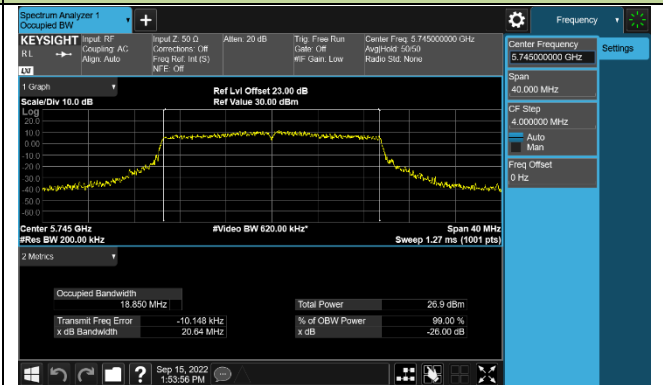 Spectrum Analyzer 1
Occupied BW
Frequency
KEYSIGHT
RL
LXI
Input: RF
Coupling: AC
Align: Auto
Input Z: 50 Ω
Corrections: Off
Freq Ref: Int (S)
NFE: Off
Atten: 20 dB
Trig: Free Run
Gate: Off
#IF Gain: Low
Center Freq: 5.745000000 GHz
Avg|Hold: 50/50
Radio Std: None
Center Frequency
5.745000000 GHz
Settings
Span
40.000 MHz
CF Step
4.000000 MHz
Auto
Man
Freq Offset
0 Hz
1 Graph
Scale/Div 10.0 dB
Ref Lvl Offset 23.00 dB
Ref Value 30.00 dBm
Log
20.0
10.0
0.00
-10.0
-20.0
-30.0
-40.0
-50.0
-60.0
Center 5.745 GHz
#Video BW 620.00 kHz*
Span 40 MHz
#Res BW 200.00 kHz
Sweep 1.27 ms (1001 pts)
2 Metrics
Occupied Bandwidth
18.850 MHz
Total Power 26.9 dBm
Transmit Freq Error -10.148 kHz
% of OBW Power 99.00 %
x dB Bandwidth 20.64 MHz
x dB -26.00 dB
?
Sep 15, 2022
1:53:56 PM